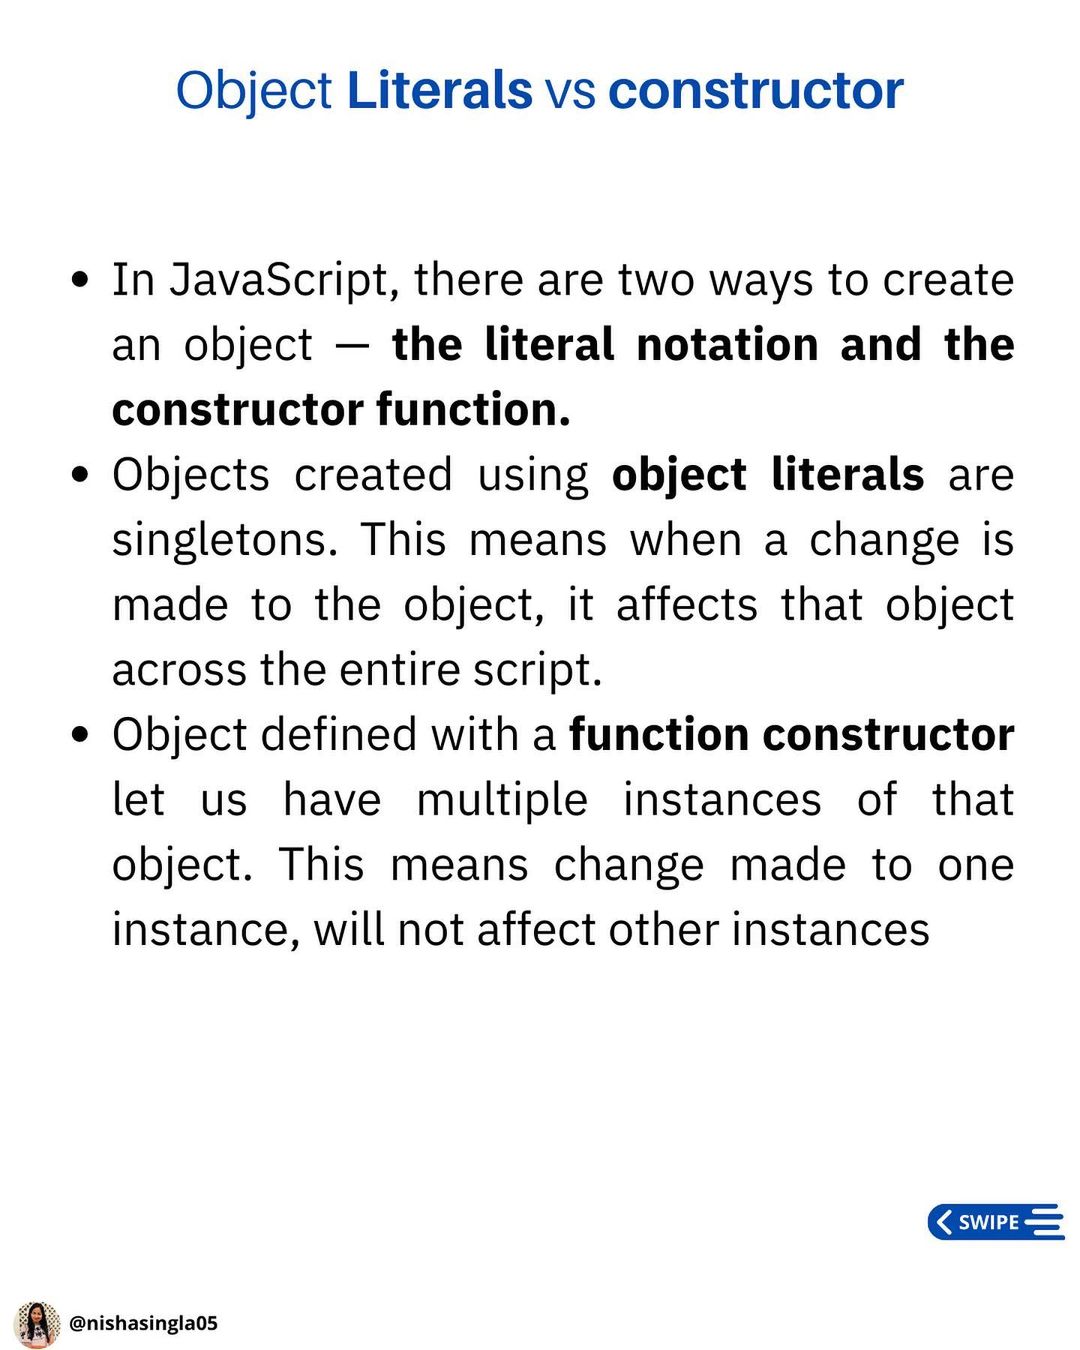 Object Literals vs constructor
• In JavaScript, there are two ways to create
an object — the literal notation and the
constructor function.
• Objects created using object literals are
singletons. This means when a change is
made to the object, it affects that object
across the entire script.
• Object defined with a function constructor
let us have multiple instances of that
object. This means change made to one
instance, will not affect other instances
SWIPE
@nishasingla05